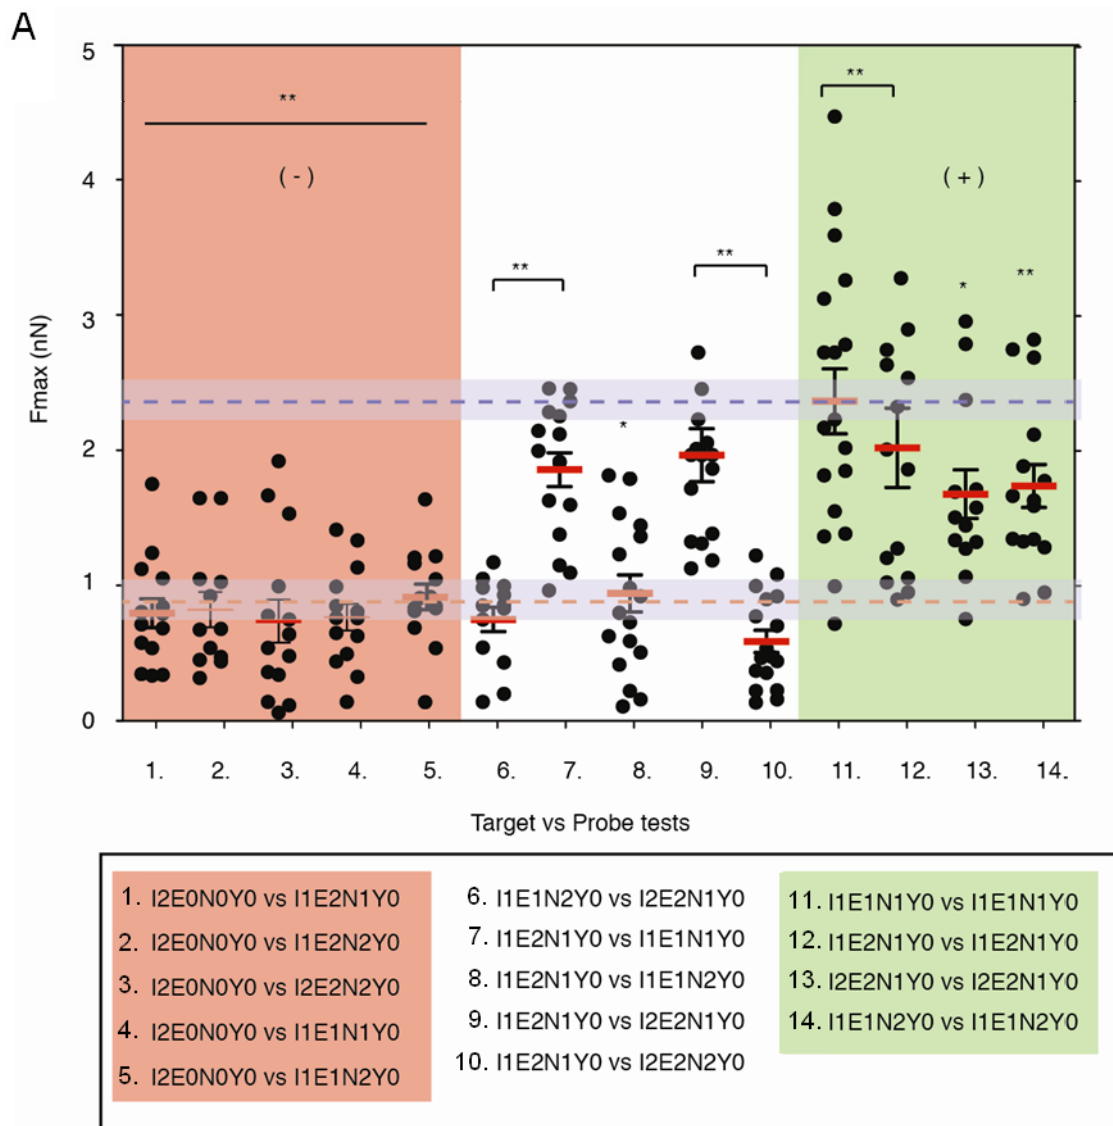 A
5
**
**
( - )
( + )
4
**
**
*
**
3
Fmax (nN)
*
2
1
0
1. 2. 3. 4. 5. 6. 7. 8. 9. 10. 11. 12. 13. 14.
Target vs Probe tests
1. I2E0N0Y0 vs I1E2N1Y0
2. I2E0N0Y0 vs I1E2N2Y0
3. I2E0N0Y0 vs I2E2N2Y0
4. I2E0N0Y0 vs I1E1N1Y0
5. I2E0N0Y0 vs I1E1N2Y0
6. I1E1N2Y0 vs I2E2N1Y0
7. I1E2N1Y0 vs I1E1N1Y0
8. I1E2N1Y0 vs I1E1N2Y0
9. I1E2N1Y0 vs I2E2N1Y0
10. I1E2N1Y0 vs I2E2N2Y0
11. I1E1N1Y0 vs I1E1N1Y0
12. I1E2N1Y0 vs I1E2N1Y0
13. I2E2N1Y0 vs I2E2N1Y0
14. I1E1N2Y0 vs I1E1N2Y0